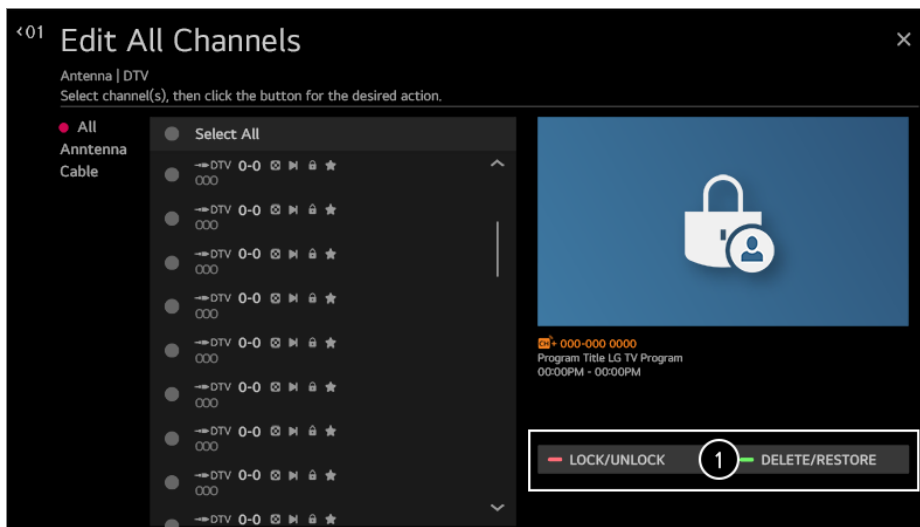 ‹01 Edit All Channels
Antenna | DTV
Select channel(s), then click the button for the desired action.
All
Anntenna
Cable
Select All
DTV 0-0
000
DTV 0-0
000
DTV 0-0
000
DTV 0-0
000
DTV 0-0
000
DTV 0-0
000
DTV 0-0
000
DTV 0-0
000
DTV 0-0
CH+ 000-000 0000
Program Title LG TV Program
00:00PM - 00:00PM
LOCK/UNLOCK 1 DELETE/RESTORE